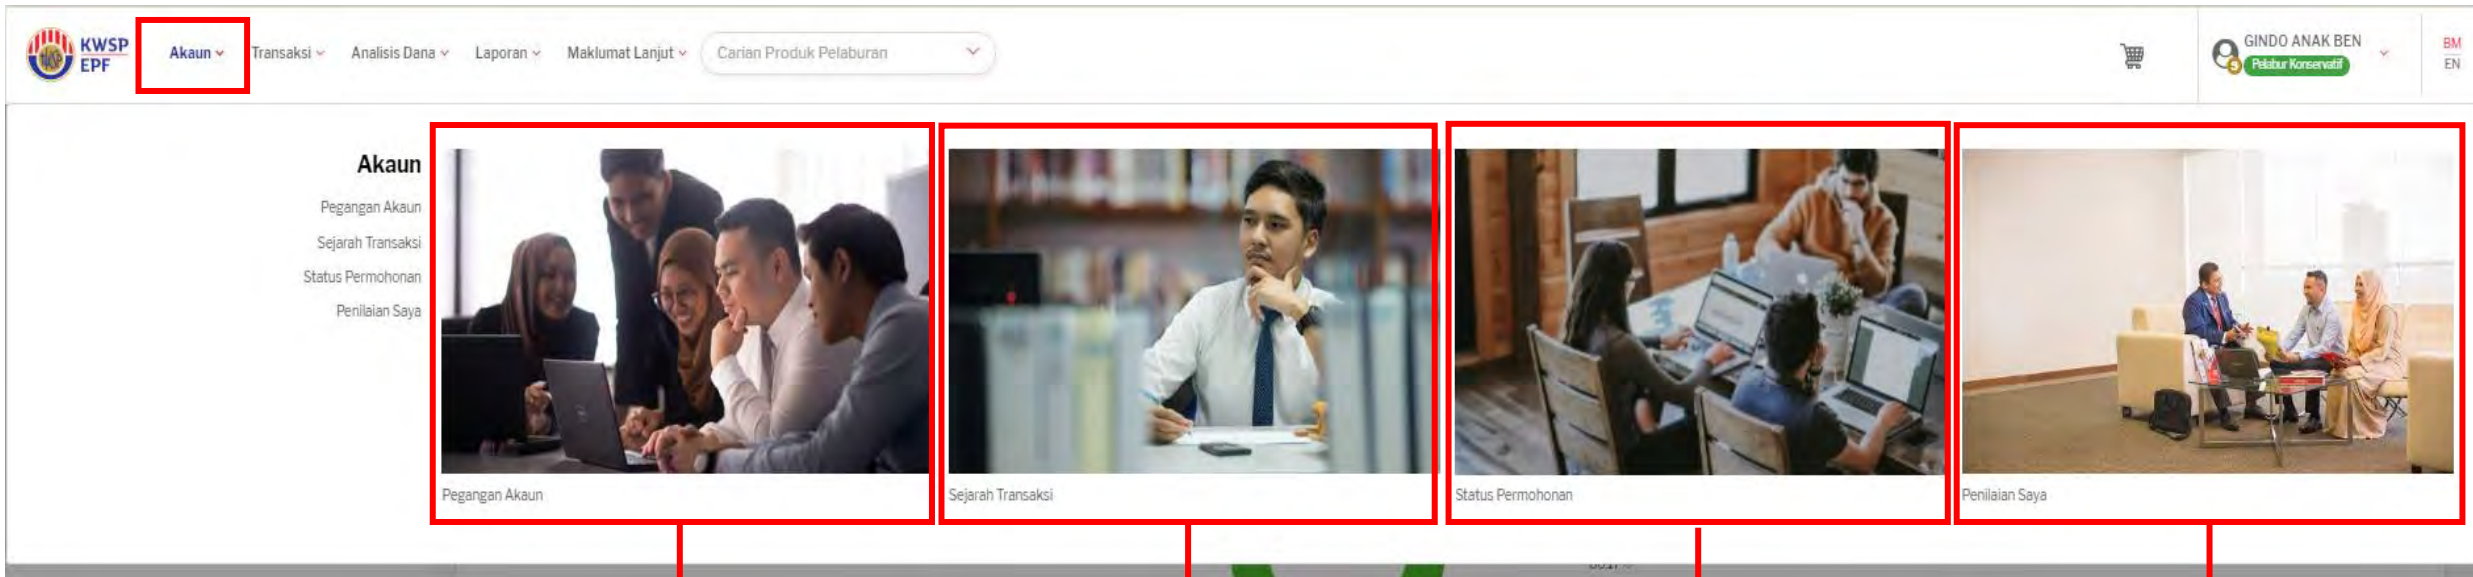 KWSP
EPF
Akaun
Transaksi
Analisis Dana
Laporan
Maklumat Lanjut
Carian Produk Pelaburan
GINDO ANAK BEN
Pelabur Konservatif
BM
EN
Akaun
Pegangan Akaun
Sejarah Transaksi
Status Permohonan
Penilaian Saya
Pegangan Akaun
Sejarah Transaksi
Status Permohonan
Penilaian Saya